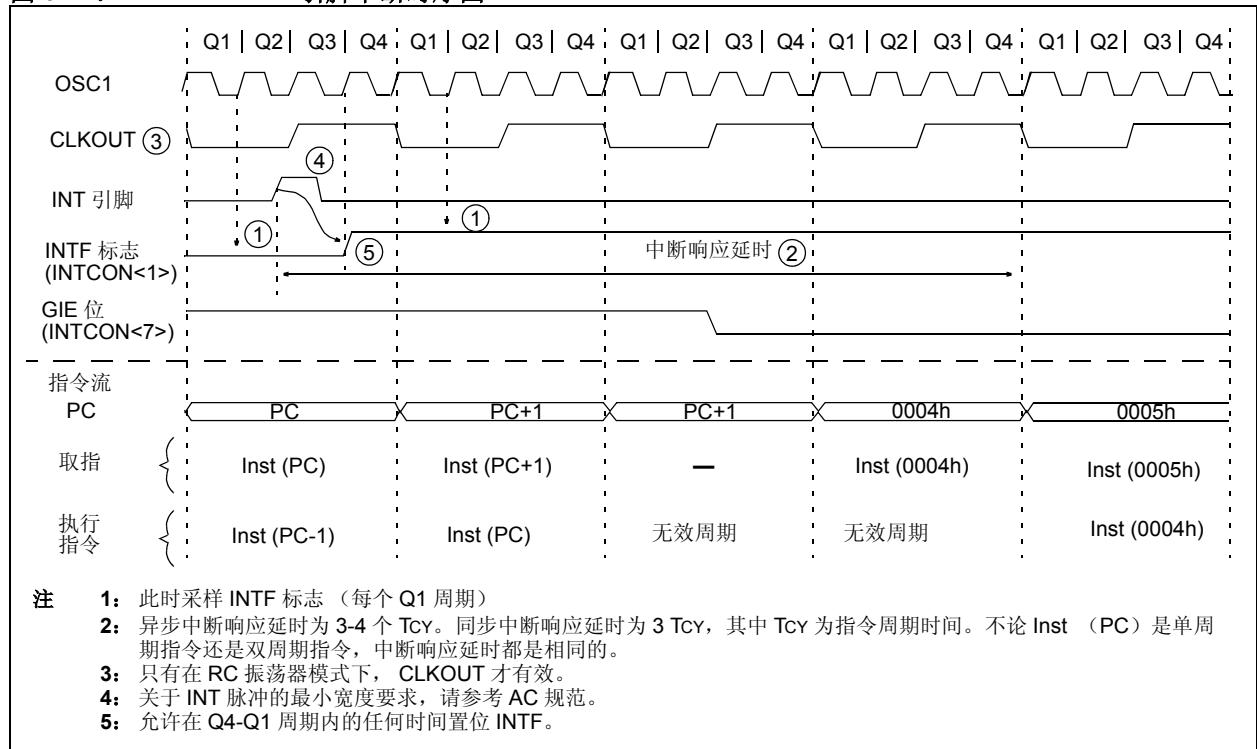 Q1 | Q2 | Q3 | Q4 Q1 | Q2 | Q3 | Q4 Q1 | Q2 | Q3 | Q4 Q1 | Q2 | Q3 | Q4 Q1 | Q2 | Q3 | Q4
OSC1
CLKOUT ③
④
INT 引脚
① ①
INTF 标志
(INTCON<1>)
⑤ 中断响应延时 ②
GIE 位
(INTCON<7>)
指令流
PC PC PC+1 PC+1 0004h 0005h
取指 Inst (PC) Inst (PC+1) — Inst (0004h) Inst (0005h)
执行
指令
Inst (PC-1) Inst (PC) 无效周期 无效周期 Inst (0004h)
注 1： 此时采样 INTF 标志 （每个 Q1 周期）
2： 异步中断响应延时为 3-4 个 TCY。同步中断响应延时为 3 TCY，其中 TCY 为指令周期时间。不论 Inst （PC）是单周
期指令还是双周期指令，中断响应延时都是相同的。
3： 只有在 RC 振荡器模式下， CLKOUT 才有效。
4： 关于 INT 脉冲的最小宽度要求，请参考 AC 规范。
5： 允许在 Q4-Q1 周期内的任何时间置位 INTF。